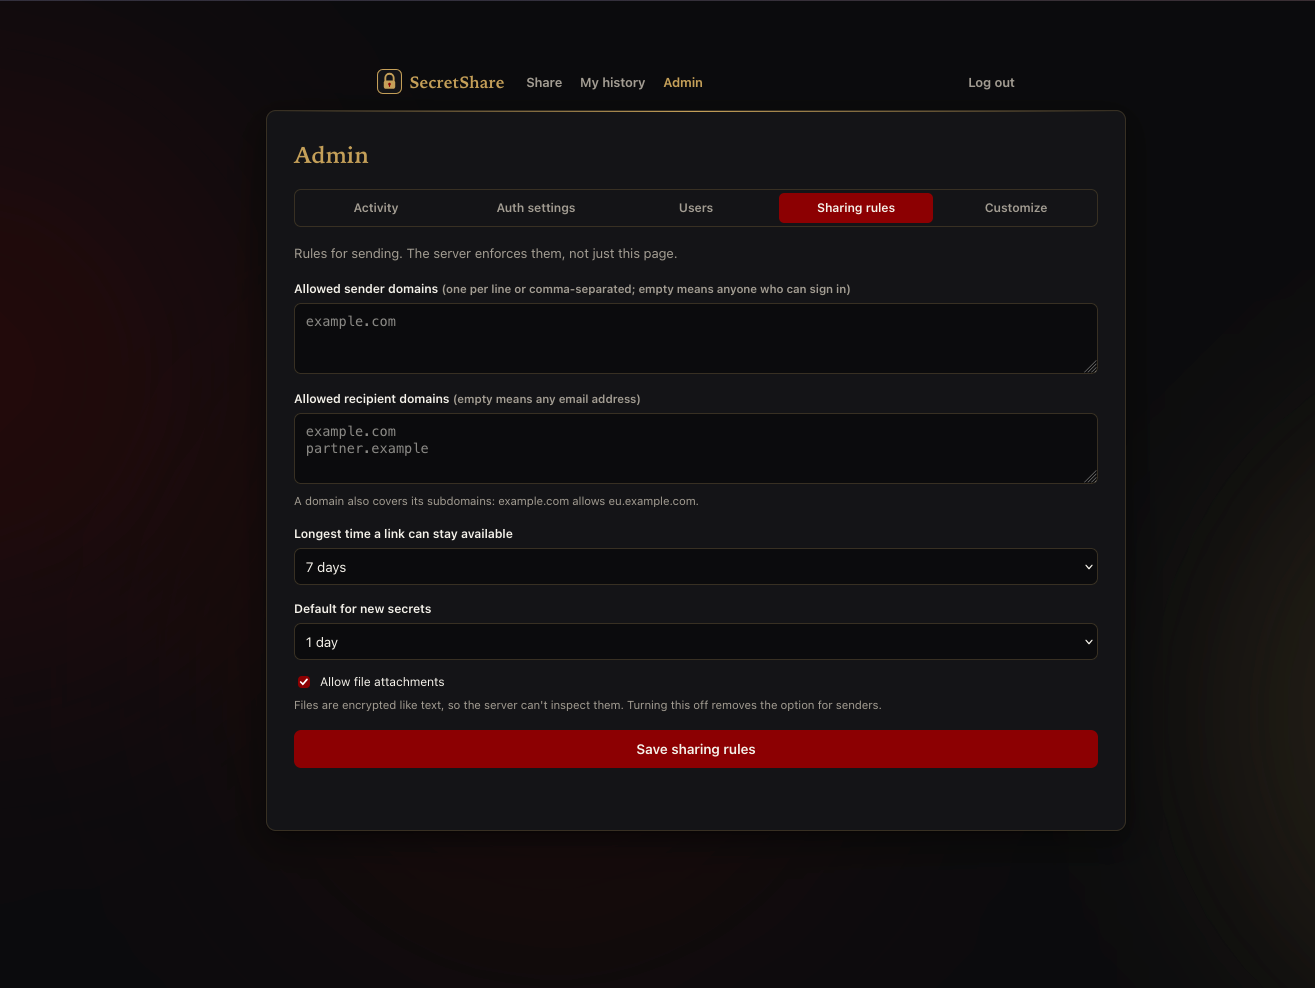 SecretShare Share My history Admin Log out
Admin
Activity Auth settings Users Sharing rules Customize
Rules for sending. The server enforces them, not just this page.
Allowed sender domains (one per line or comma-separated; empty means anyone who can sign in)
example.com
Allowed recipient domains (empty means any email address)
example.com
partner.example
A domain also covers its subdomains: example.com allows eu.example.com.
Longest time a link can stay available
7 days
Default for new secrets
1 day
Allow file attachments
Files are encrypted like text, so the server can't inspect them. Turning this off removes the option for senders.
Save sharing rules